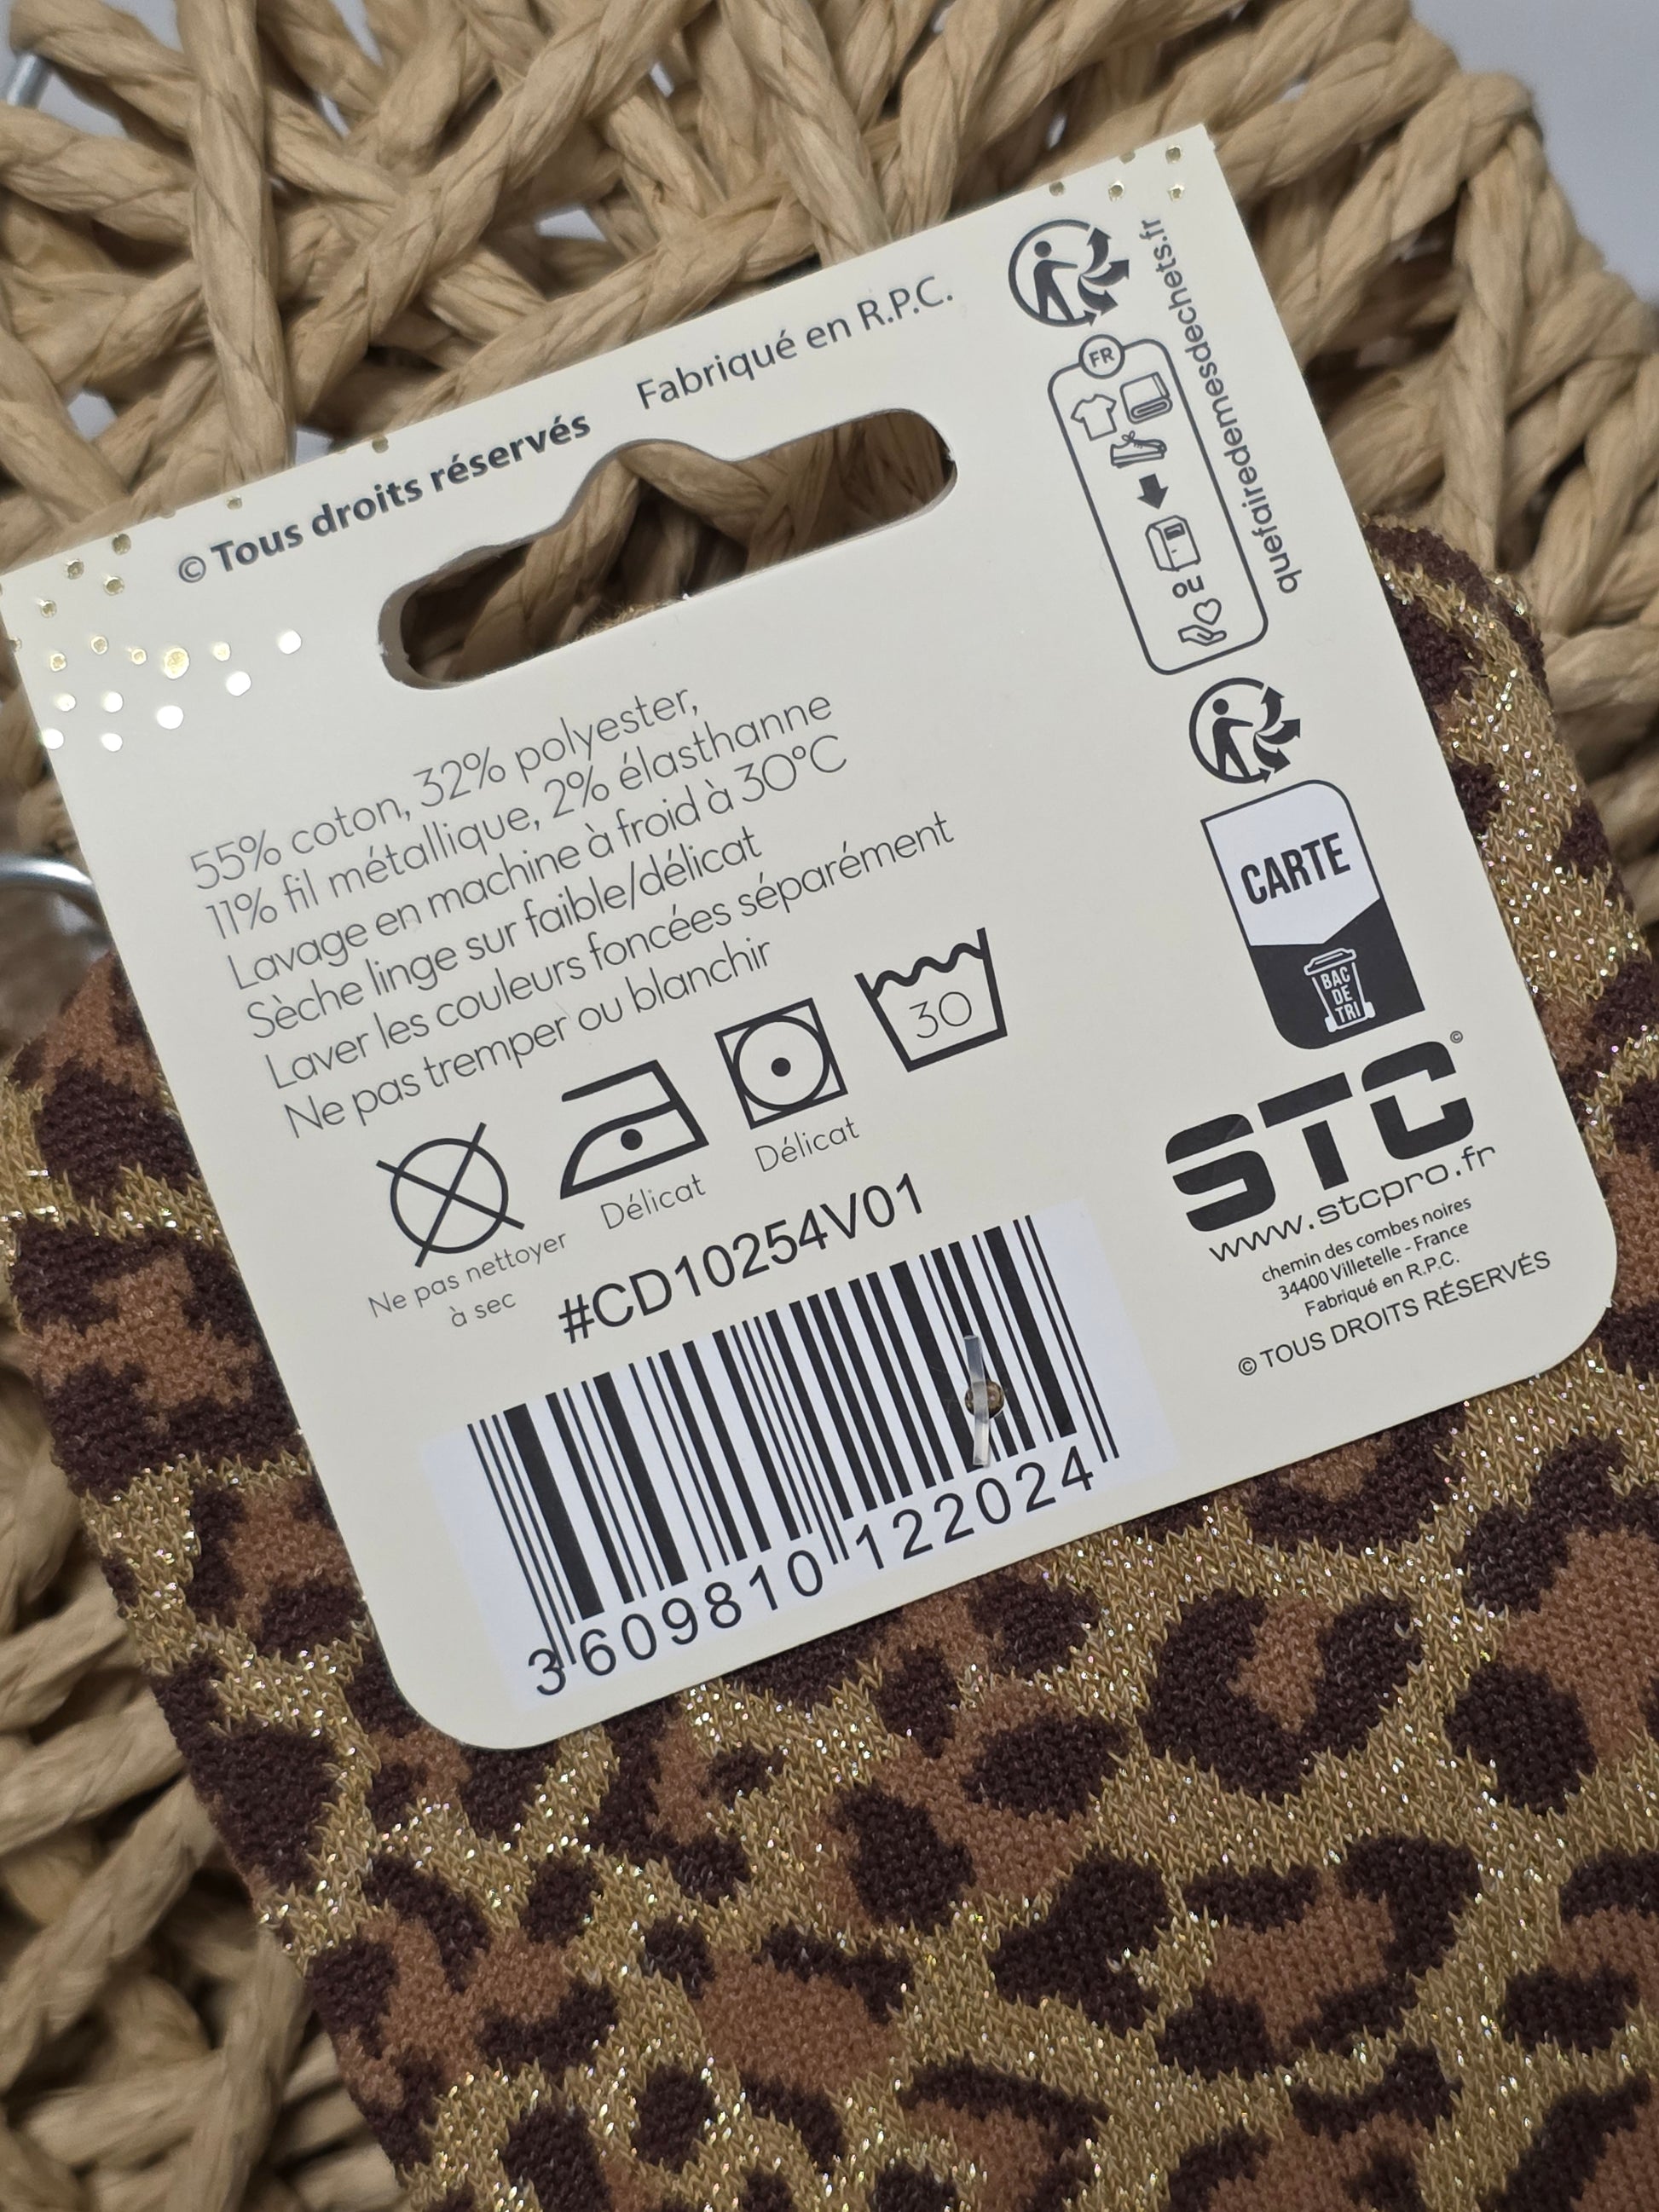 © Tous droits réservés
Fabriqué en R.P.C.
55% coton, 32% polyester,
11% fil métallique, 2% élasthanne
Lavage en machine à froid à 30°C
Sèche linge sur faible/délicat
Laver les couleurs foncées séparément
Ne pas tremper ou blanchir
30
Délicat
Délicat
Ne pas nettoyer
à sec
#CD10254V01
3 609810 122024
quefairedemesdechets.fr
FR
ou
CARTE
BAC
DE
TRI
STC©
www.stcpro.fr
chemin des combes noires
34400 Villetelle - France
Fabriqué en R.P.C.
© TOUS DROITS RÉSERVÉS